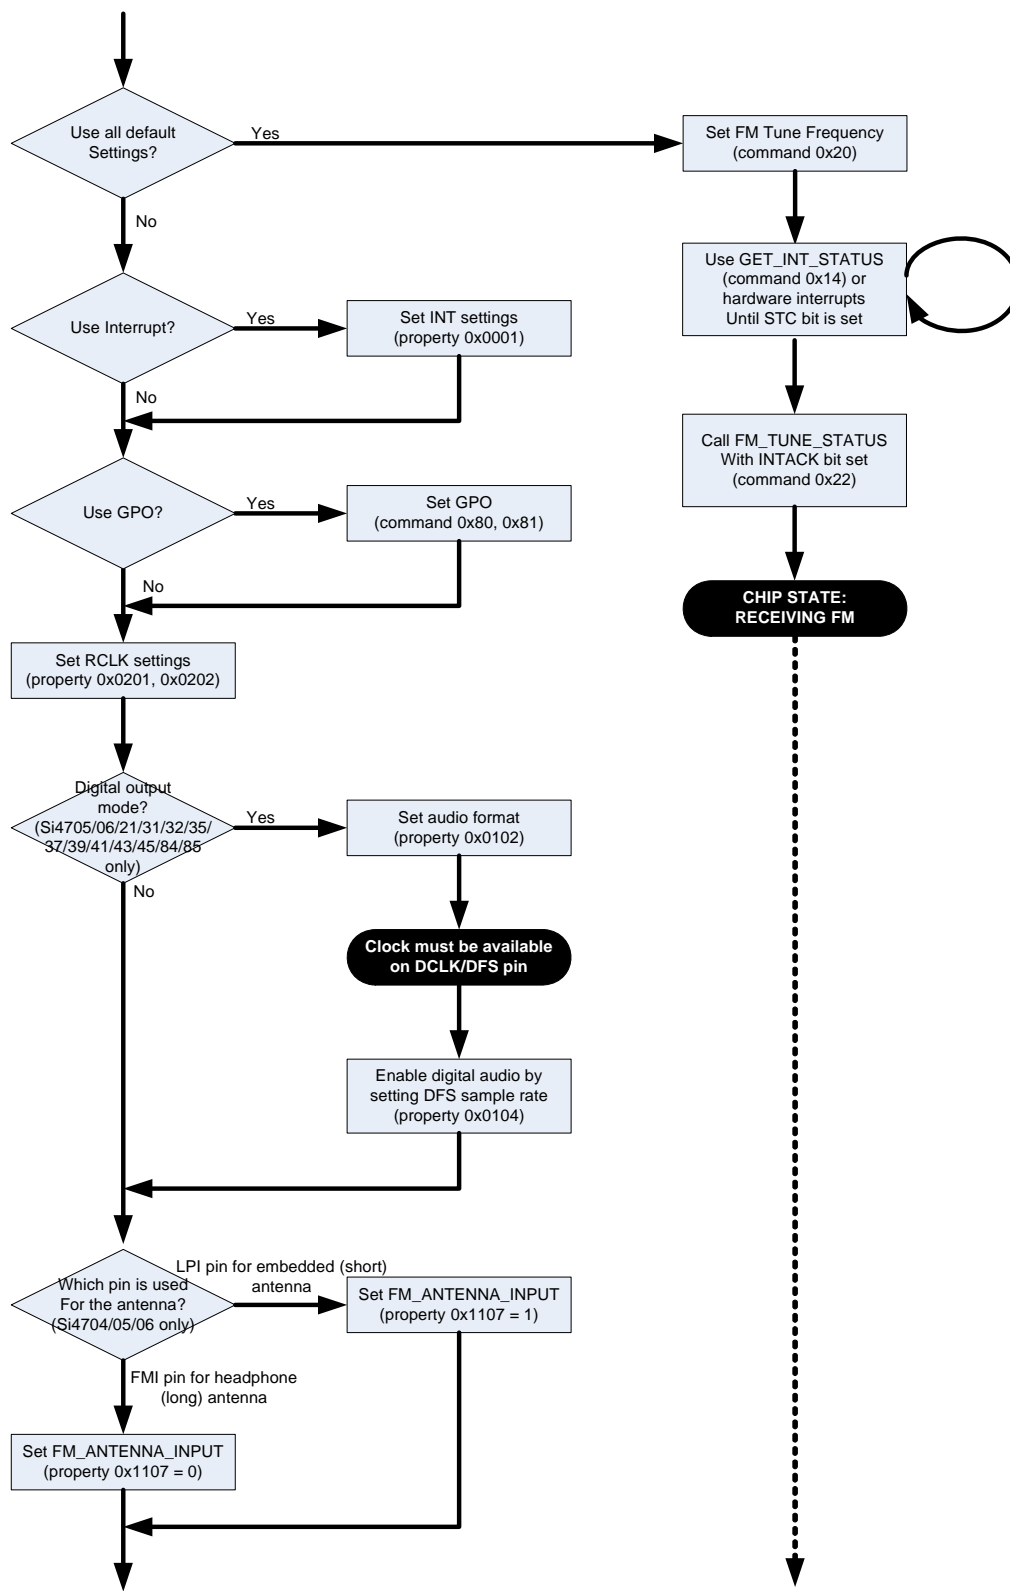 Use all default
Settings?
Yes
Set FM Tune Frequency
(command 0x20)
No
Use GET_INT_STATUS
(command 0x14) or
hardware interrupts
Until STC bit is set
Use Interrupt?
Yes
Set INT settings
(property 0x0001)
No
Call FM_TUNE_STATUS
With INTACK bit set
(command 0x22)
Use GPO?
Yes
Set GPO
(command 0x80, 0x81)
No
CHIP STATE:
RECEIVING FM
Set RCLK settings
(property 0x0201, 0x0202)
Digital output
mode?
(Si4705/06/21/31/32/35/
37/39/41/43/45/84/85
only)
Yes
Set audio format
(property 0x0102)
No
Clock must be available
on DCLK/DFS pin
Enable digital audio by
setting DFS sample rate
(property 0x0104)
Which pin is used
For the antenna?
(Si4704/05/06 only)
LPI pin for embedded (short)
antenna
Set FM_ANTENNA_INPUT
(property 0x1107 = 1)
FMI pin for headphone
(long) antenna
Set FM_ANTENNA_INPUT
(property 0x1107 = 0)